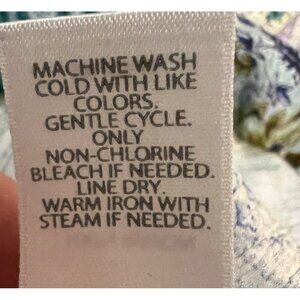 MACHINE WASH
COLD WITH LIKE
COLORS.
GENTLE CYCLE.
ONLY
NON-CHLORINE
BLEACH IF NEEDED.
LINE DRY.
WARM IRON WITH
STEAM IF NEEDED.